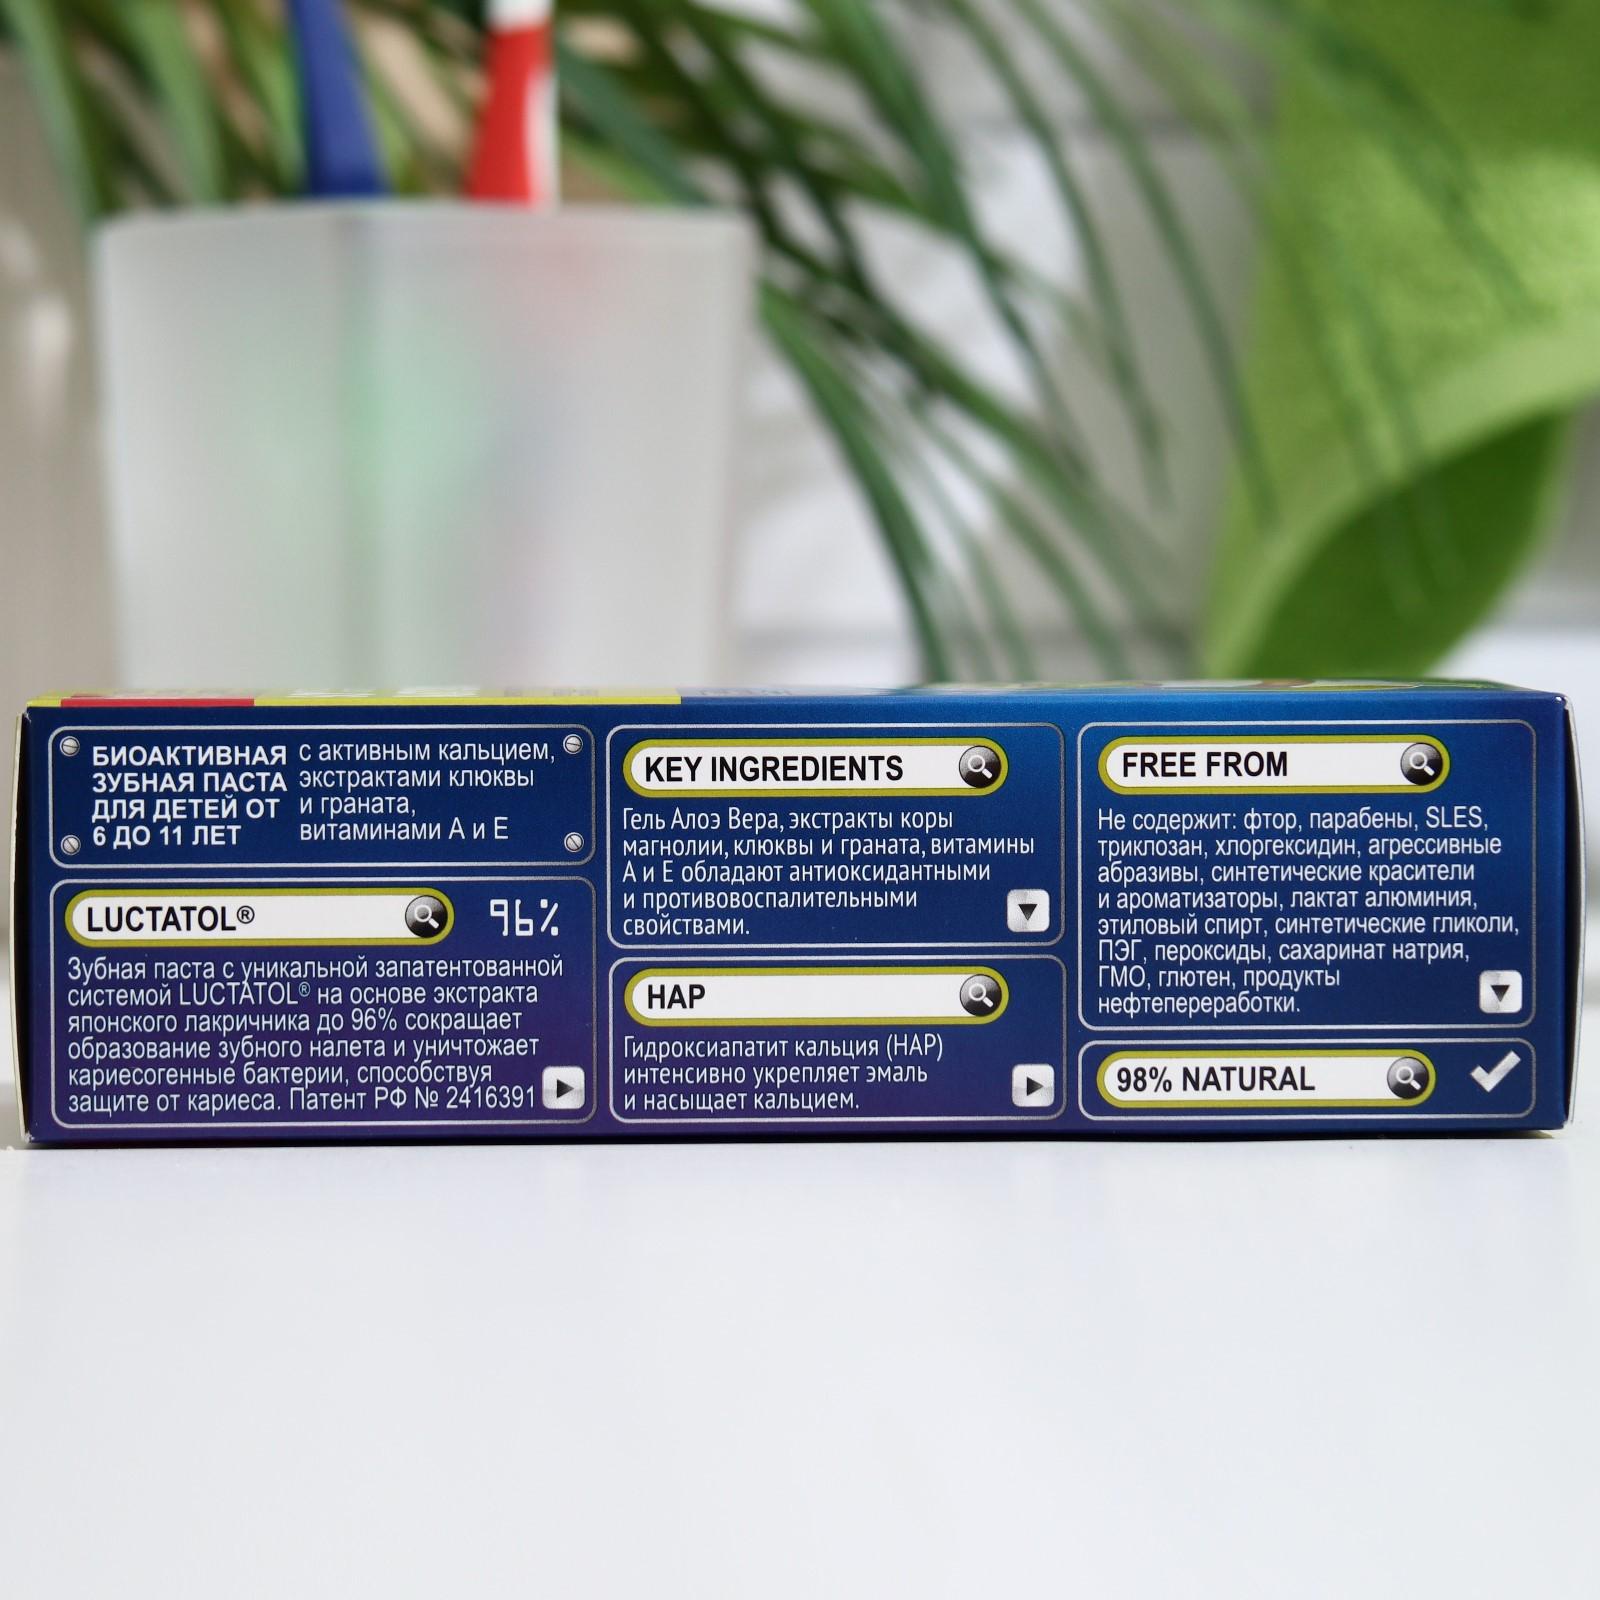 БИОАКТИВНАЯ
ЗУБНАЯ ПАСТА
ДЛЯ ДЕТЕЙ ОТ
6 ДО 11 ЛЕТ
с активным кальцием,
экстрактами клюквы
и граната,
витаминами А и Е
LUCTATOL®
96%
Зубная паста с уникальной запатентованной
системой LUCTATOL® на основе экстракта
японского лакричника до 96% сокращает
образование зубного налета и уничтожает
кариесогенные бактерии, способствуя
защите от кариеса. Патент РФ № 2416391
KEY INGREDIENTS
Гель Алоэ Вера, экстракты коры
магнолии, клюквы и граната, витамины
А и Е обладают антиоксидантными
и противовоспалительными
свойствами.
HAP
Гидроксиапатит кальция (HAP)
интенсивно укрепляет эмаль
и насыщает кальцием.
FREE FROM
Не содержит: фтор, парабены, SLES,
триклозан, хлоргексидин, агрессивные
абразивы, синтетические красители
и ароматизаторы, лактат алюминия,
этиловый спирт, синтетические гликоли,
ПЭГ, пероксиды, сахаринат натрия,
ГМО, глютен, продукты
нефтепереработки.
98% NATURAL